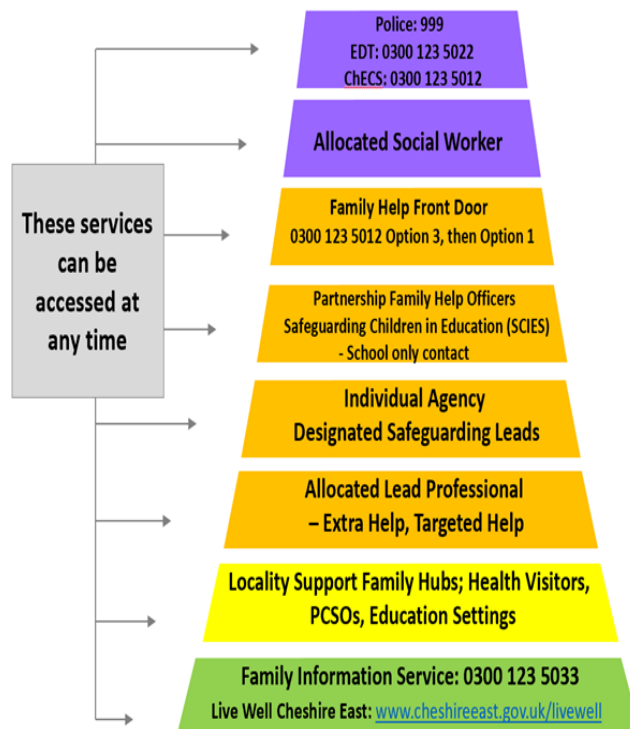 Police: 999
EDT: 0300 123 5022
ChECS: 0300 123 5012
Allocated Social Worker
These services
can be
accessed at
any time
Family Help Front Door
0300 123 5012 Option 3, then Option 1
Partnership Family Help Officers
Safeguarding Children in Education (SCIES)
- School only contact
Individual Agency
Designated Safeguarding Leads
Allocated Lead Professional
– Extra Help, Targeted Help
Locality Support Family Hubs; Health Visitors,
PCSOs, Education Settings
Family Information Service: 0300 123 5033
Live Well Cheshire East: www.cheshireeast.gov.uk/livewell